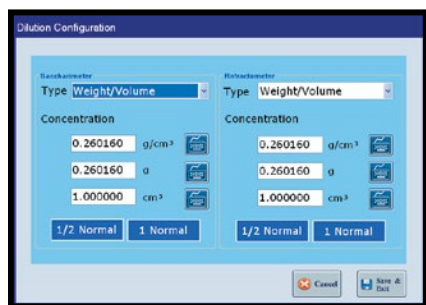 Dilution Configuration
Saccharimeter
Type Weight/Volume
Concentration
0.260160 g/cm³
0.260160 g
1.000000 cm³
1/2 Normal 1 Normal
Refractometer
Type Weight/Volume
Concentration
0.260160 g/cm³
0.260160 g
1.000000 cm³
1/2 Normal 1 Normal
Cancel
Save &
Exit